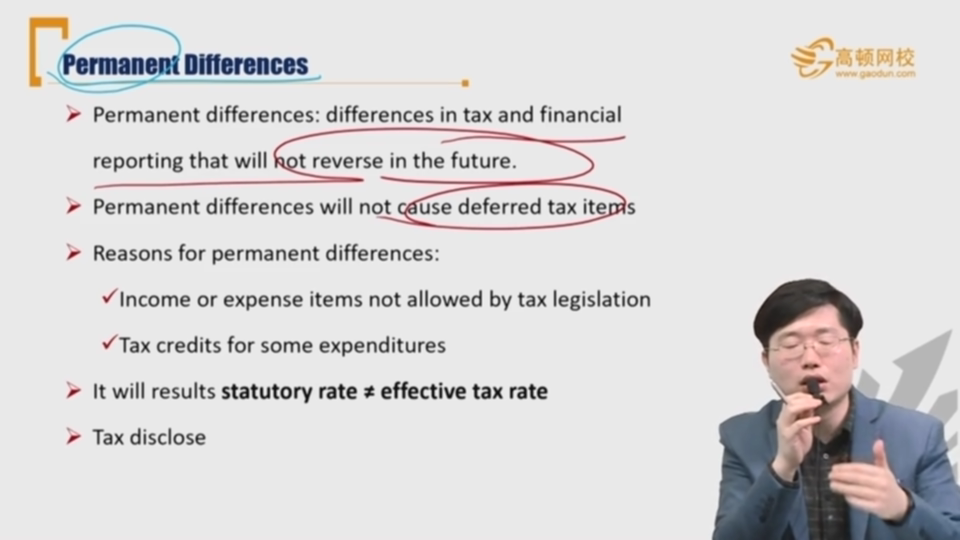 Permanent Differences
高顿网校
www.gaodun.com
Permanent differences: differences in tax and financial
reporting that will not reverse in the future.
Permanent differences will not cause deferred tax items
Reasons for permanent differences:
Income or expense items not allowed by tax legislation
Tax credits for some expenditures
It will results statutory rate ≠ effective tax rate
Tax disclose